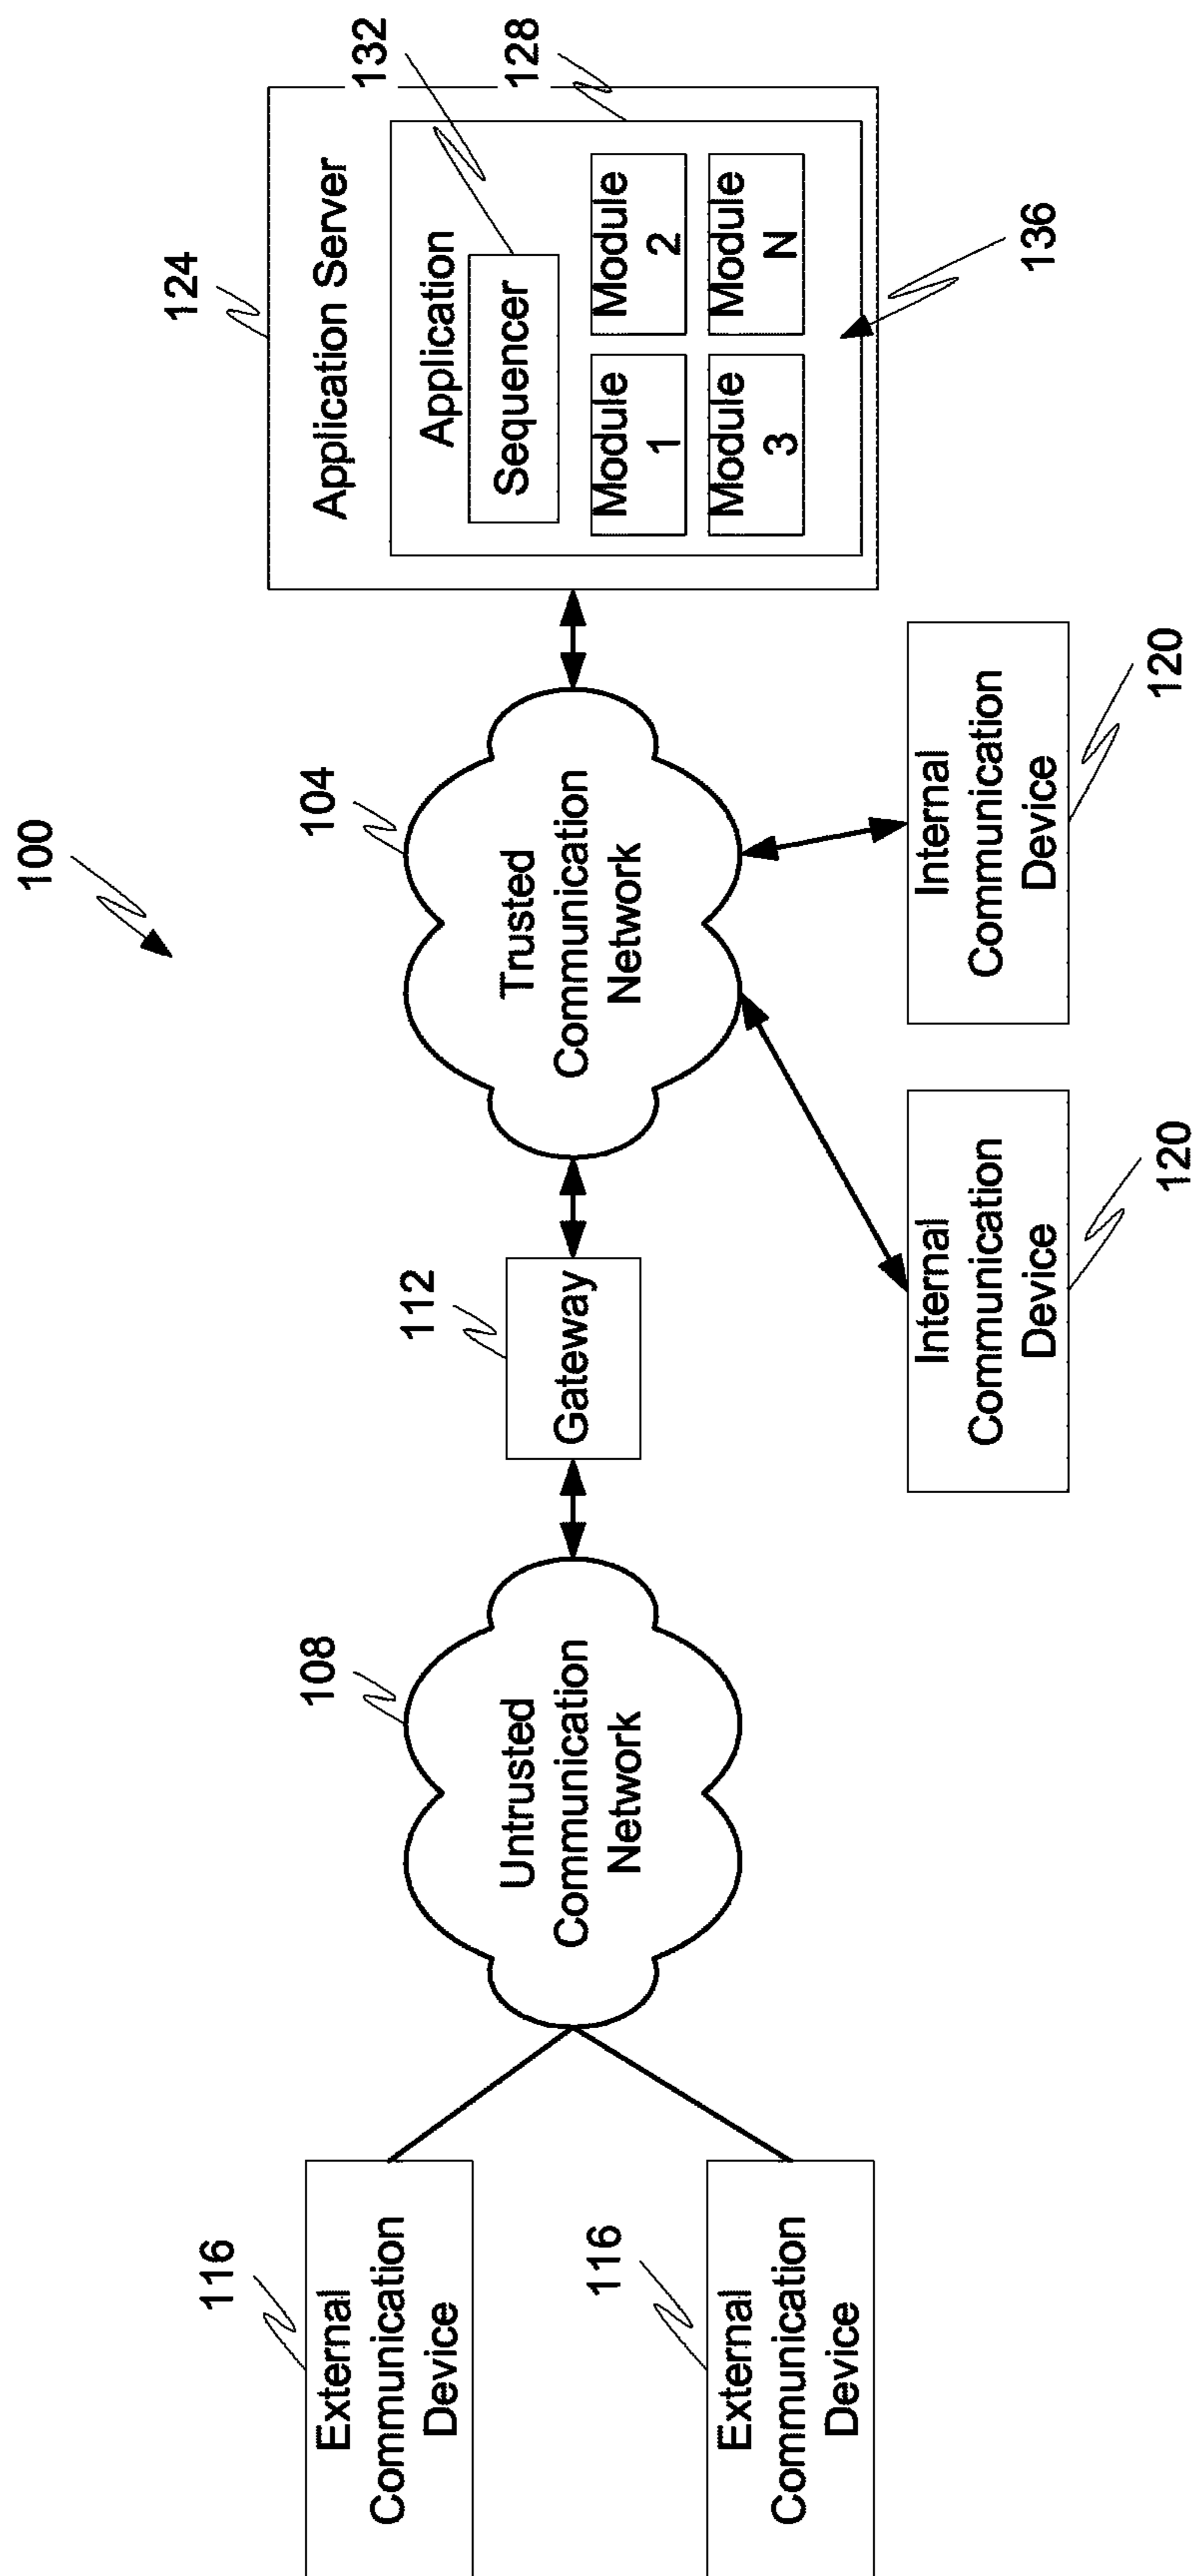 100
116
External
Communication
Device
116
External
Communication
Device
108
Untrusted
Communication
Network
112
Gateway
104
Trusted
Communication
Network
120
Internal
Communication
Device
120
Internal
Communication
Device
124
Application Server
132
128
Application
Sequencer
Module
1
Module
2
Module
3
Module
N
136